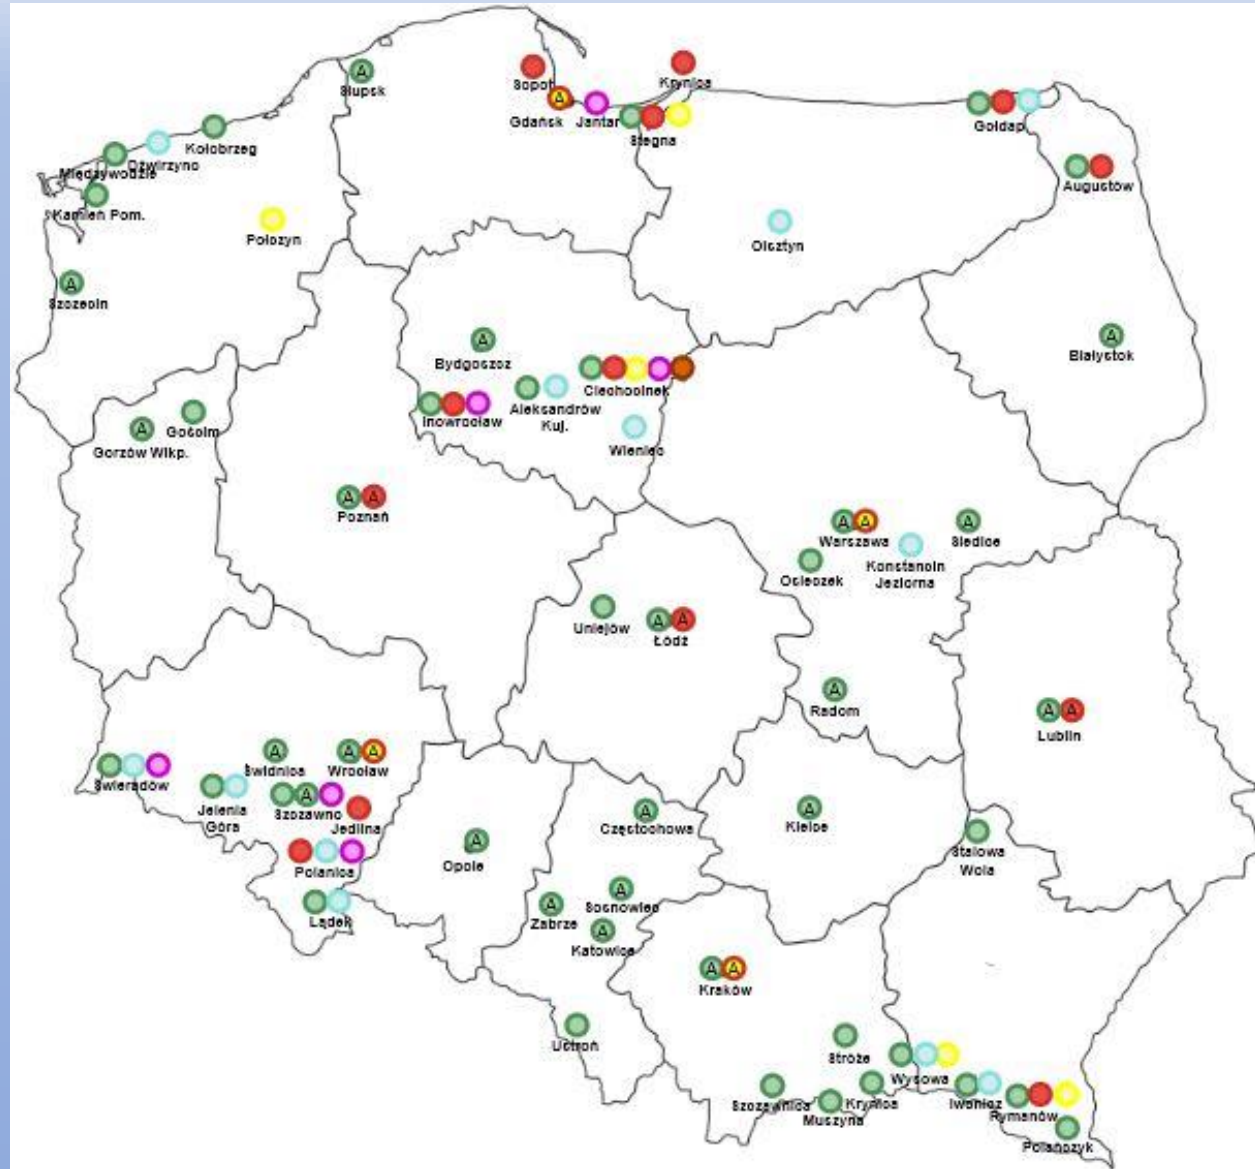 A
Słupsk
Sopot
Krynica
A
Gdańsk
Jantar
Stegna
Gołdap
Kołobrzeg
Dźwirzyno
Międzywodzie
Kamień Pom.
Augustów
Połczyn
Olsztyn
A
Szczecin
A
Bydgoszcz
A
Białystok
Ciechocinek
Inowrocław
Aleksandrów
Kuj.
Wieniec
Gościm
A
Gorzów Wlkp.
A A
Poznań
A A
Warszawa
A
Siedlce
Konstancin
Jeziorna
Osieczek
Uniejów
A A
Łódź
A
Radom
A A
Lublin
Świeradów
A
Świdnica
A A
Wrocław
Jelenia
Góra
A
Szczawno
Jedlina
Polanica
Lądek
A
Opole
A
Częstochowa
A
Kielce
Stalowa
Wola
A
Zabrze
A
Sosnowiec
A
Katowice
A A
Kraków
Ustroń
Stróże
Wysowa
Szczawnica
Muszyna
Krynica
Iwonicz
Rymanów
Polańczyk